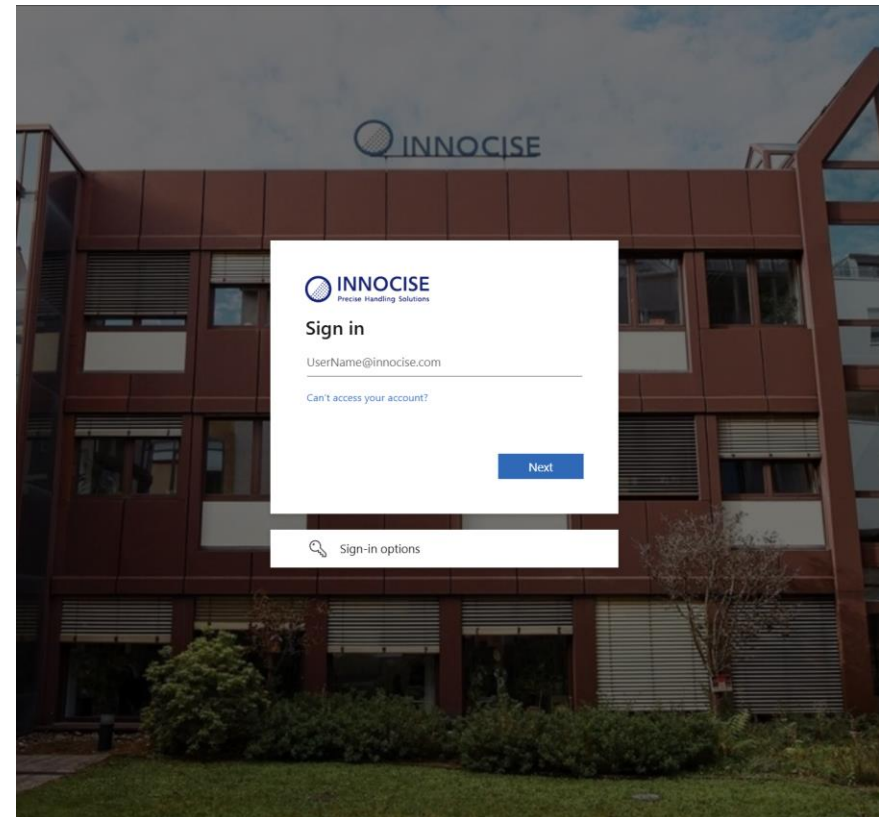 INNOCISE
INNOCISE
Precise Handling Solutions
Sign in
UserName@innocise.com
Can't access your account?
Next
Sign-in options